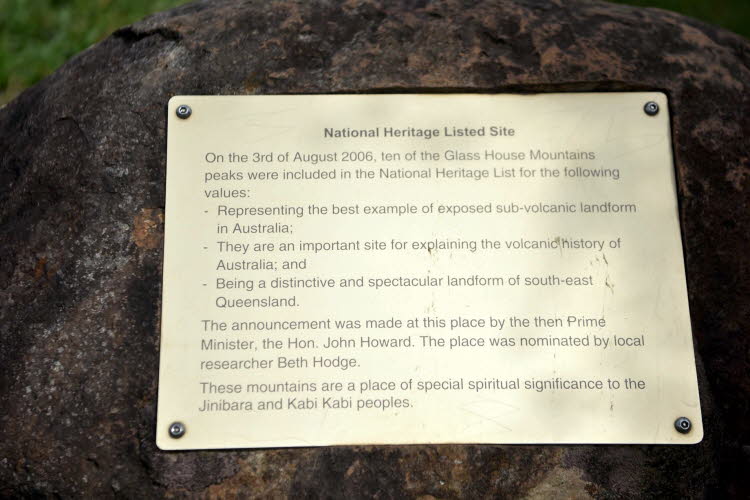 National Heritage Listed Site
On the 3rd of August 2006, ten of the Glass House Mountains
peaks were included in the National Heritage List for the following
values:
- Representing the best example of exposed sub-volcanic landform
in Australia;
- They are an important site for explaining the volcanic history of
Australia; and
- Being a distinctive and spectacular landform of south-east
Queensland.
The announcement was made at this place by the then Prime
Minister, the Hon. John Howard. The place was nominated by local
researcher Beth Hodge.
These mountains are a place of special spiritual significance to the
Jinibara and Kabi Kabi peoples.